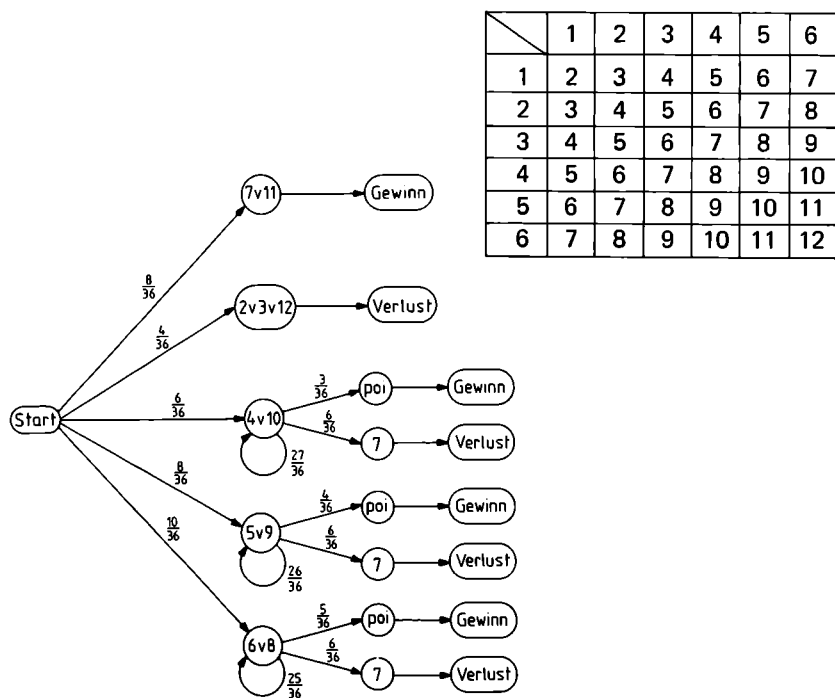 1 2 3 4 5 6
1 2 3 4 5 6 7
2 3 4 5 6 7 8
3 4 5 6 7 8 9
4 5 6 7 8 9 10
5 6 7 8 9 10 11
6 7 8 9 10 11 12
7v11 Gewinn
8/36
2v3v12 Verlust
4/36
Start
6/36
4v10
3/36
poi Gewinn
6/36
7 Verlust
27/36
8/36
5v9
4/36
poi Gewinn
6/36
7 Verlust
26/36
10/36
6v8
5/36
poi Gewinn
6/36
7 Verlust
25/36